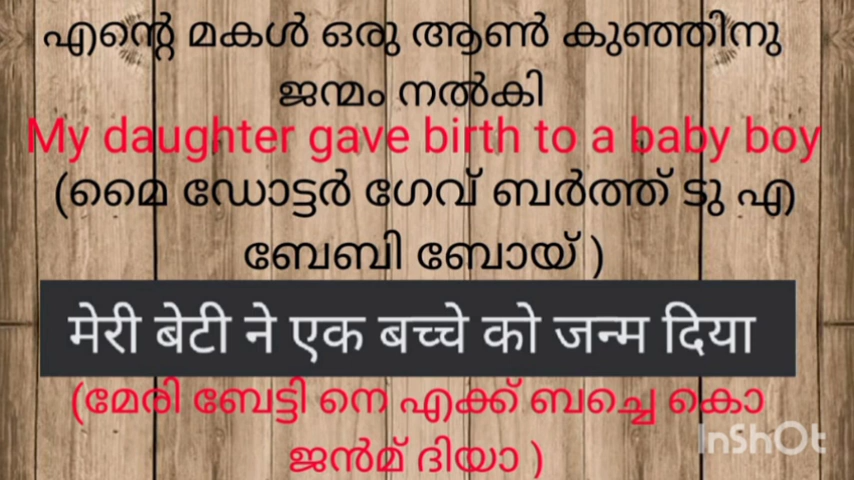 എന്റെ മകൾ ഒരു ആൺ കുഞ്ഞിനു
ജന്മം നൽകി
My daughter gave birth to a baby boy
(മൈ ഡോട്ടർ ഗേവ് ബർത്ത് ടു എ
ബേബി ബോയ് )
मेरी बेटी ने एक बच्चे को जन्म दिया
(മേരി ബേട്ടി നെ എക്ക് ബച്ചെ കൊ
ജൻമ് ദിയാ )
InShOt